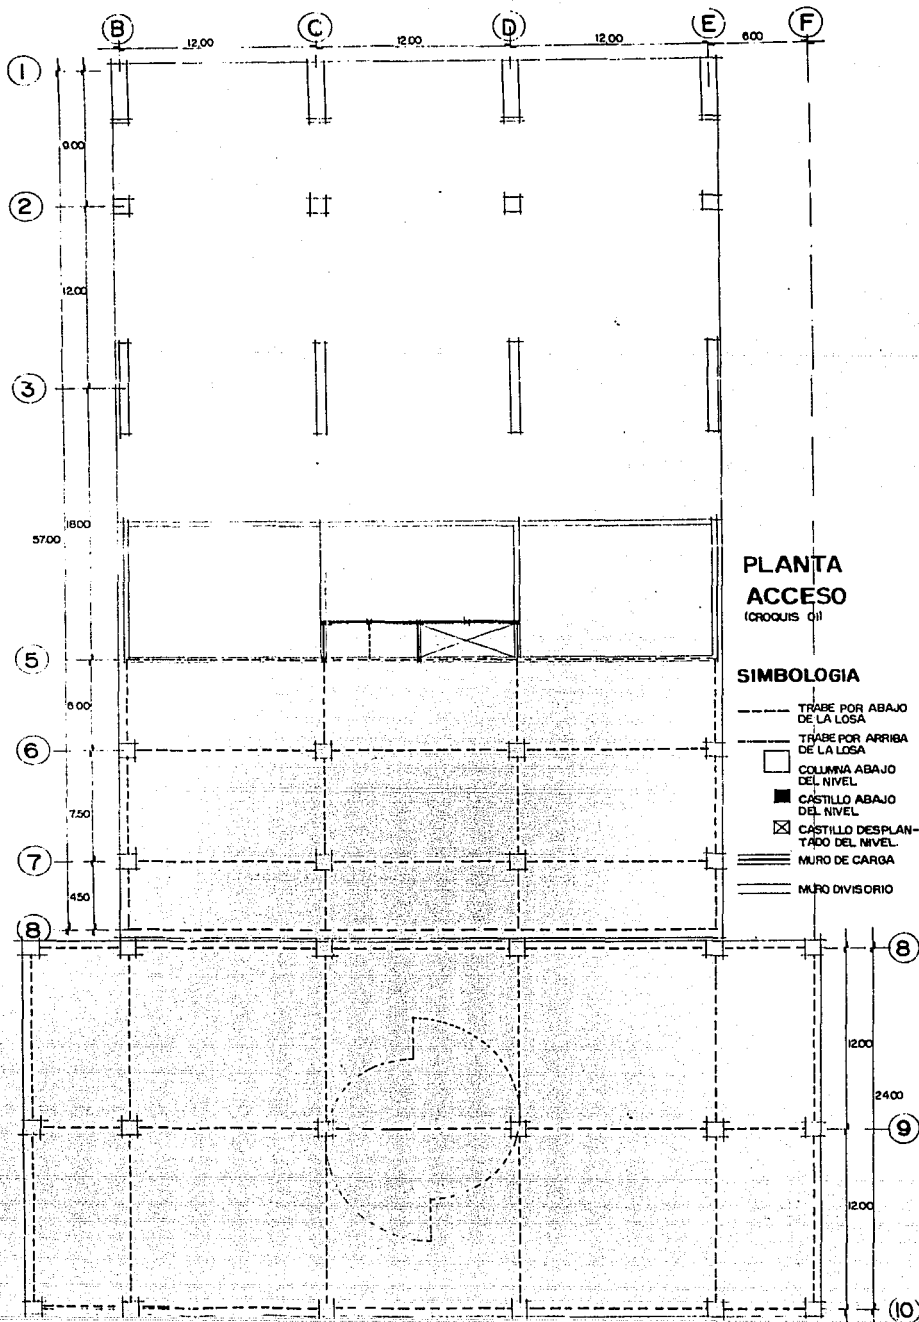 B C D E F
12.00 12.00 12.00 6.00
1
9.00
2
12.00
3
18.00
57.00
5
6.00
6
7.50
7
4.50
8
PLANTA
ACCESO
(CROQUIS 01)
SIMBOLOGIA
TRABE POR ABAJO
DE LA LOSA
TRABE POR ARRIBA
DE LA LOSA
COLUMNA ABAJO
DEL NIVEL
CASTILLO ABAJO
DEL NIVEL
CASTILLO DESPLAN-
TADO DEL NIVEL.
MURO DE CARGA
MURO DIVISORIO
8
12.00
24.00
9
12.00
10